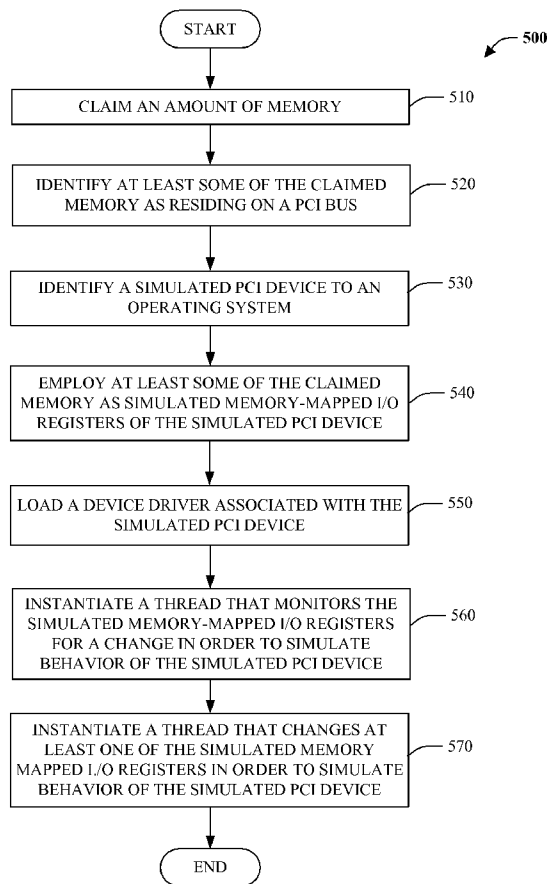 START
500
CLAIM AN AMOUNT OF MEMORY
510
IDENTIFY AT LEAST SOME OF THE CLAIMED
MEMORY AS RESIDING ON A PCI BUS
520
IDENTIFY A SIMULATED PCI DEVICE TO AN
OPERATING SYSTEM
530
EMPLOY AT LEAST SOME OF THE CLAIMED
MEMORY AS SIMULATED MEMORY-MAPPED I/O
REGISTERS OF THE SIMULATED PCI DEVICE
540
LOAD A DEVICE DRIVER ASSOCIATED WITH THE
SIMULATED PCI DEVICE
550
INSTANTIATE A THREAD THAT MONITORS THE
SIMULATED MEMORY-MAPPED I/O REGISTERS
FOR A CHANGE IN ORDER TO SIMULATE
BEHAVIOR OF THE SIMULATED PCI DEVICE
560
INSTANTIATE A THREAD THAT CHANGES AT
LEAST ONE OF THE SIMULATED MEMORY
MAPPED I./O REGISTERS IN ORDER TO SIMULATE
BEHAVIOR OF THE SIMULATED PCI DEVICE
570
END